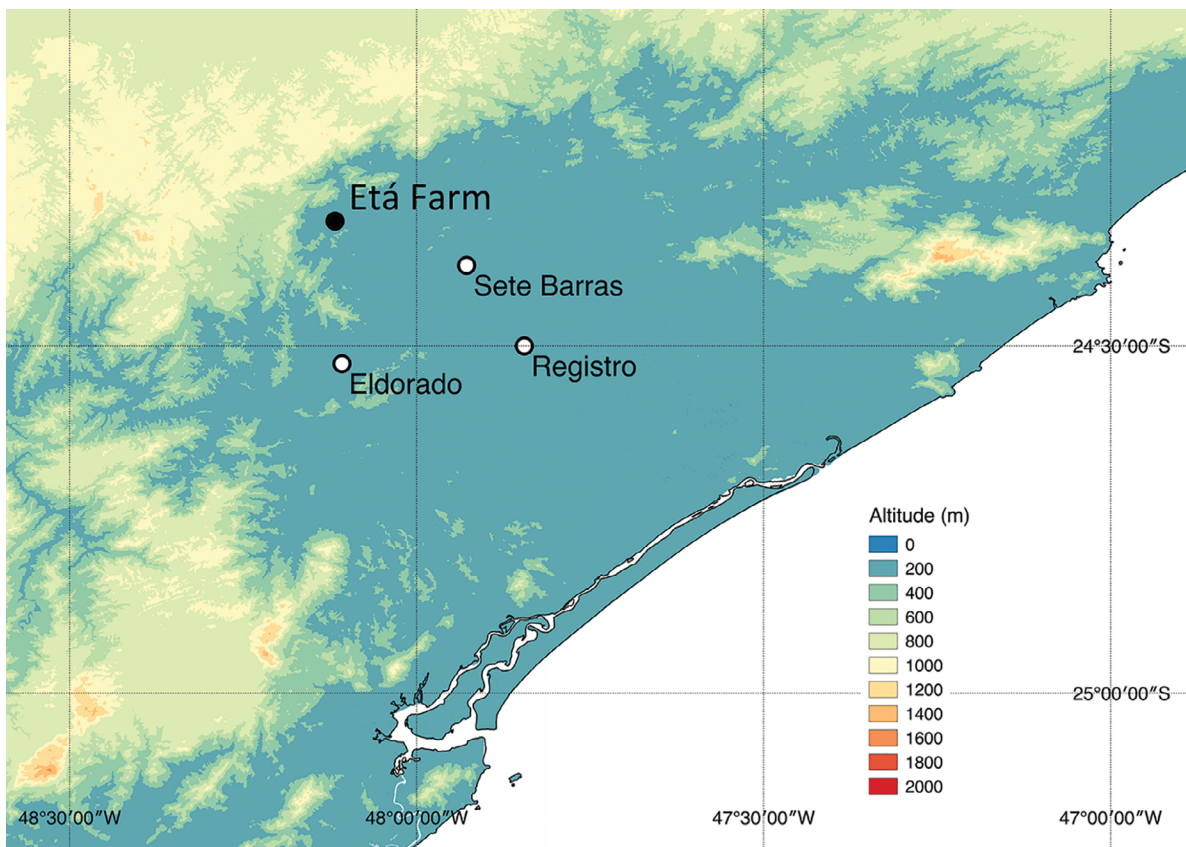 Etá Farm
Sete Barras
Registro
24°30′00″S
Eldorado
Altitude (m)
0
200
400
600
800
1000
1200
1400
1600
1800
2000
25°00′00″S
48°30′00″W
48°00′00″W
47°30′00″W
47°00′00″W